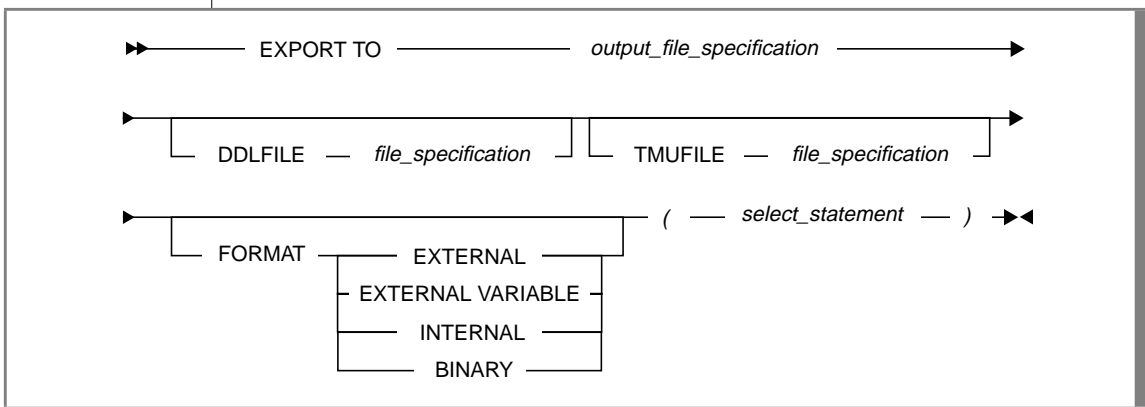 EXPORT TO output_file_specification
DDLFILE file_specification TMUFILE file_specification
( select_statement )
FORMAT EXTERNAL
EXTERNAL VARIABLE
INTERNAL
BINARY